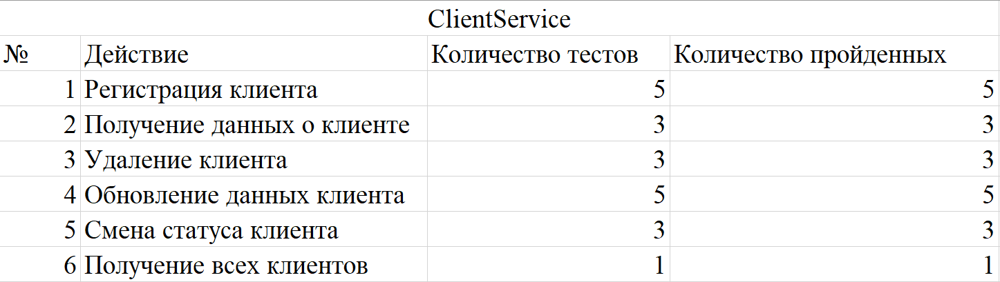 ClientService
№ Действие Количество тестов Количество пройденных
1 Регистрация клиента 5 5
2 Получение данных о клиенте 3 3
3 Удаление клиента 3 3
4 Обновление данных клиента 5 5
5 Смена статуса клиента 3 3
6 Получение всех клиентов 1 1